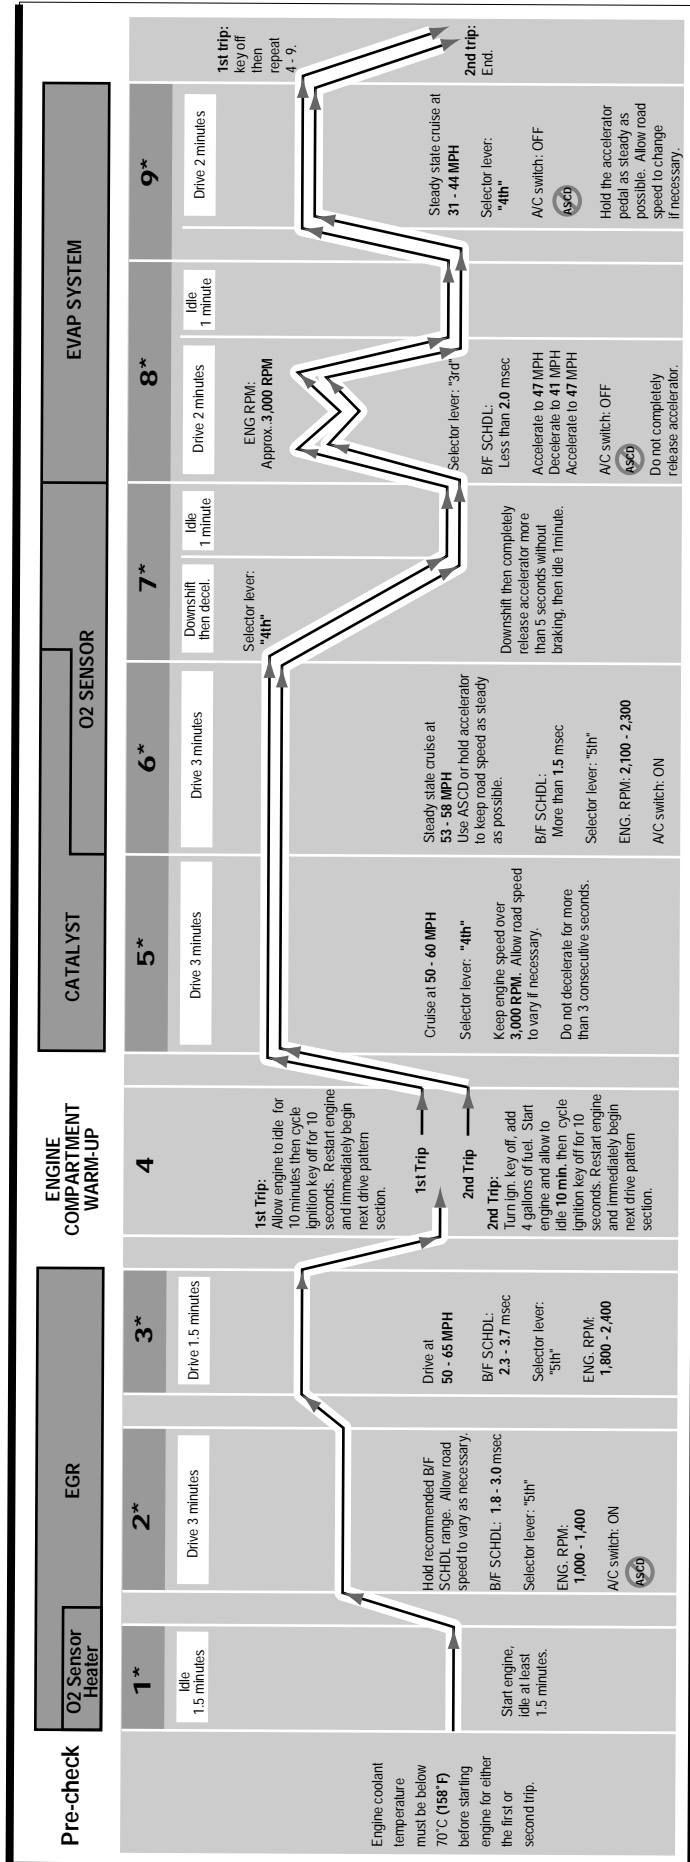 Pre-check
Engine coolant
temperature
must be below
70˚C (158˚F)
before starting
engine for either
the first or
second trip.
EGR
O2 Sensor
Heater
1*
Idle
1.5 minutes
Start engine,
idle at least
1.5 minutes.
2*
Drive 3 minutes
Hold recommended B/F
SCHDL range. Allow road
speed to vary as necessary.
B/F SCHDL: 1.8 - 3.0 msec
Selector lever: "5th"
ENG. RPM:
1,000 - 1,400
A/C switch: ON
ASCD
3*
Drive 1.5 minutes
Drive at
50 - 65 MPH
B/F SCHDL:
2.3 - 3.7 msec
Selector lever:
"5th"
ENG. RPM:
1,800 - 2,400
ENGINE
COMPARTMENT
WARM-UP
4
1st Trip:
Allow engine to idle for
10 minutes then cycle
ignition key off for 10
seconds. Restart engine
and immediately begin
next drive pattern
section.
1st Trip
2nd Trip
2nd Trip:
Turn ign. key off, add
4 gallons of fuel. Start
engine and allow to
idle 10 min. then cycle
ignition key off for 10
seconds. Restart engine
and immediately begin
next drive pattern
section.
CATALYST
5*
Drive 3 minutes
Cruise at 50 - 60 MPH
Selector lever: "4th"
Keep engine speed over
3,000 RPM. Allow road speed
to vary if necessary.
Do not decelerate for more
than 3 consecutive seconds.
O2 SENSOR
6*
Drive 3 minutes
Steady state cruise at
53 - 58 MPH
Use ASCD or hold accelerator
to keep road speed as steady
as possible.
B/F SCHDL:
More than 1.5 msec
Selector lever: "5th"
ENG. RPM: 2,100 - 2,300
A/C switch: ON
7*
Downshift
then decel.
Idle
1 minute
Selector lever:
"4th"
Downshift then completely
release accelerator more
than 5 seconds without
braking, then idle 1minute.
EVAP SYSTEM
8*
Drive 2 minutes
Idle
1 minute
ENG RPM:
Approx. 3,000 RPM
Selector lever: "3rd"
B/F SCHDL:
Less than 2.0 msec
Accelerate to 47 MPH
Decelerate to 41 MPH
Accelerate to 47 MPH
A/C switch: OFF
ASCD
Do not completely
release accelerator.
9*
Drive 2 minutes
Steady state cruise at
31 - 44 MPH
Selector lever:
"4th"
A/C switch: OFF
ASCD
Hold the accelerator
pedal as steady as
possible. Allow road
speed to change
if necessary.
1st trip:
key off
then
repeat
4 - 9.
2nd trip:
End.